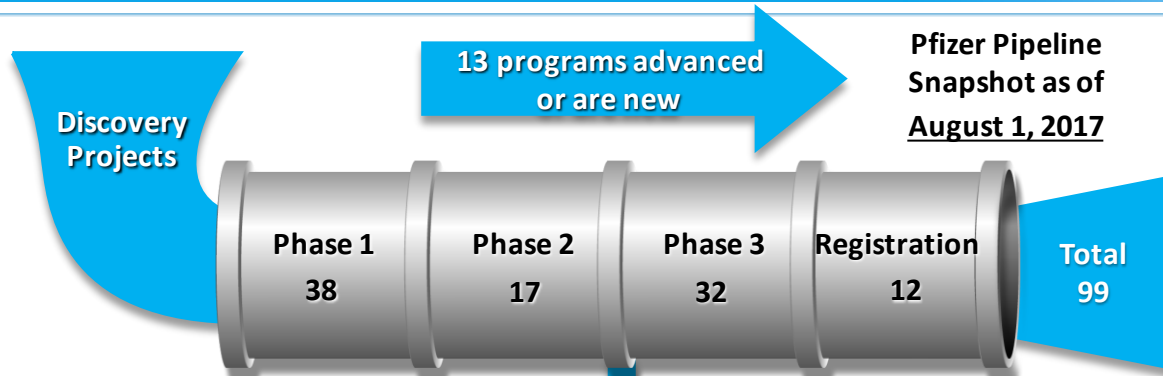 13 programs advanced
or are new
Pfizer Pipeline
Snapshot as of
August 1, 2017
Discovery
Projects
Phase 1
38
Phase 2
17
Phase 3
32
Registration
12
Total
99